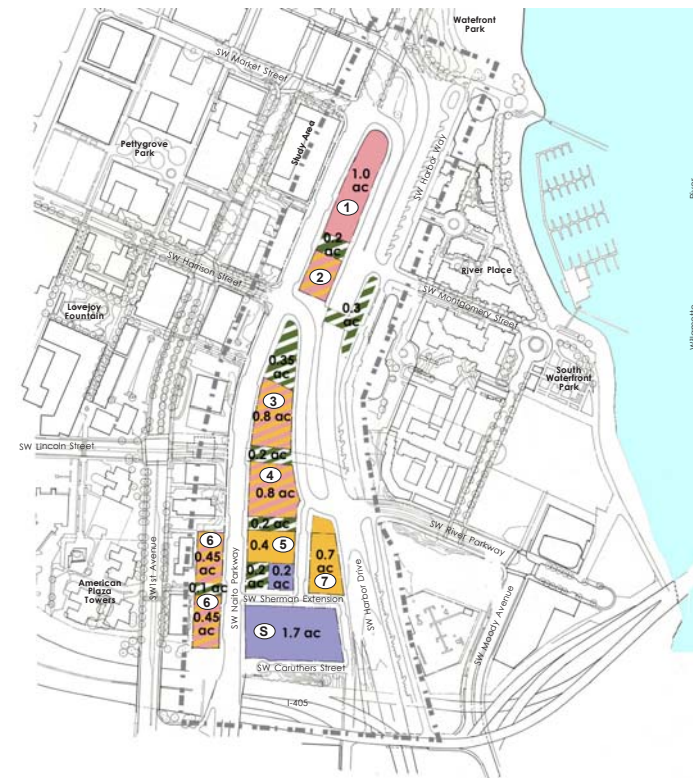 Watefront
Park
SW Market Street
Study Area
Pettygrove
Park
SW Harbor Way
River
1.0
ac
1
0.2
ac
2
SW Harrison Street
River Place
SW Montgomery Street
0.3
ac
Lovejoy
Fountain
Willamette
0.35
ac
South
Waterfront
Park
3
0.8 ac
SW Lincoln Street
0.2 ac
4
0.8 ac
SW River Parkway
0.2 ac
6
0.45
ac
0.4
5
0.7
ac
7
0.2
ac
0.2
ac
0.1 ac
American
Plaza
Towers
SW1st Avenue
SW Naito Parkway
SW Sherman Extension
SW Harbor Drive
SW Moody Avenue
6
0.45
ac
S
1.7 ac
SW Caruthers Street
I-405